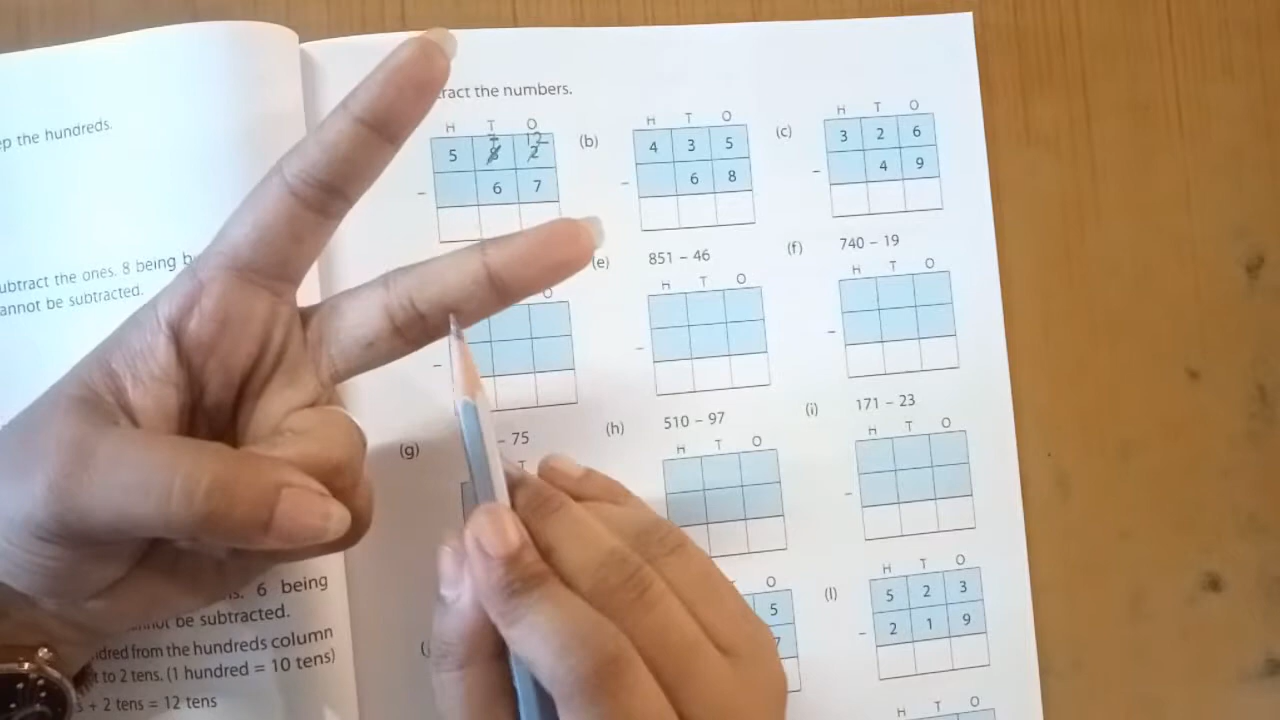 ep the hundreds.
ubtract the ones. 8 being
annot be subtracted.
6 being
be subtracted.
dred from the hundreds column
t to 2 tens. (1 hundred = 10 tens)
s + 2 tens = 12 tens
tract the numbers.
H T O
7 12
5 8 2
- 6 7
(b)
H T O
4 3 5
- 6 8
(c)
H T O
3 2 6
- 4 9
O
-
(e) 851 – 46
H T O
-
(f) 740 – 19
H T O
-
(g) – 75
T
(h) 510 – 97
H T O
(i) 171 – 23
H T O
-
O
5
7
(l)
H T O
5 2 3
- 2 1 9
H T O